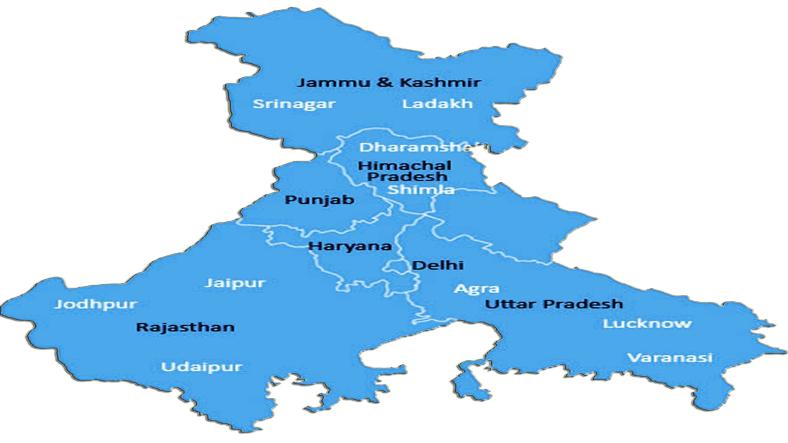 Jammu & Kashmir
Srinagar
Ladakh
Dharamshala
Himachal
Pradesh
Shimla
Punjab
Haryana
Delhi
Jaipur
Agra
Jodhpur
Uttar Pradesh
Rajasthan
Lucknow
Varanasi
Udaipur